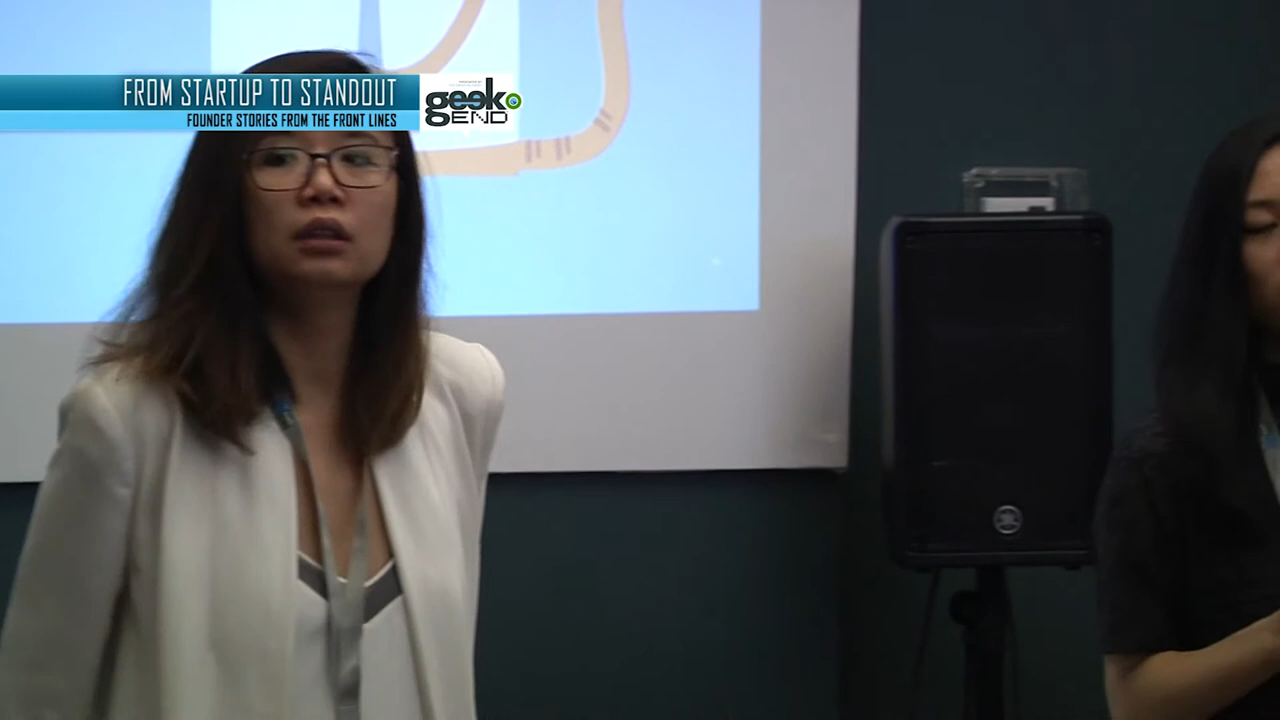 FROM STARTUP TO STANDOUT
FOUNDER STORIES FROM THE FRONT LINES
geek
END